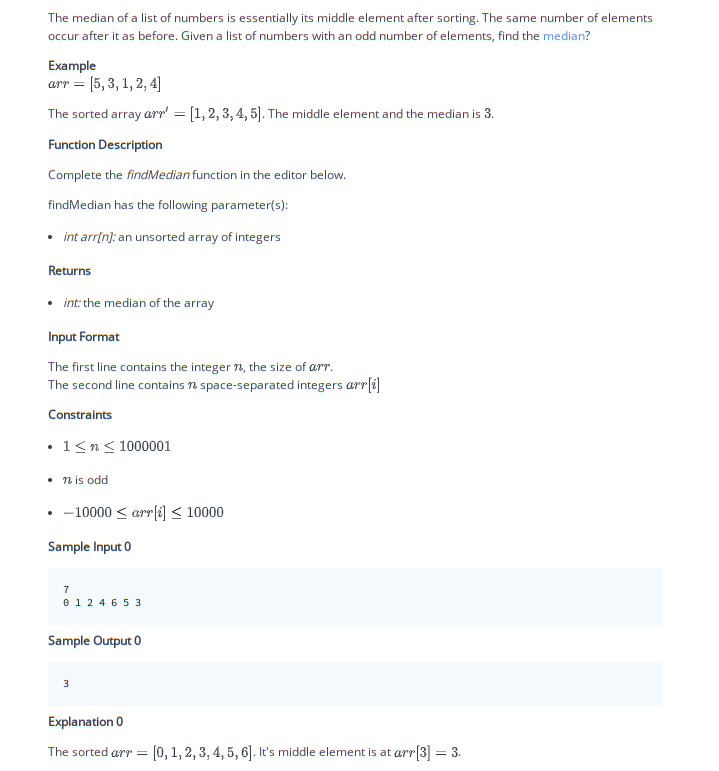 The median of a list of numbers is essentially its middle element after sorting. The same number of elements
occur after it as before. Given a list of numbers with an odd number of elements, find the median?
Example
arr = [5, 3, 1, 2, 4]
The sorted array arr′ = [1, 2, 3, 4, 5]. The middle element and the median is 3.
Function Description
Complete the findMedian function in the editor below.
findMedian has the following parameter(s):
• int arr[n]: an unsorted array of integers
Returns
• int: the median of the array
Input Format
The first line contains the integer n, the size of arr.
The second line contains n space-separated integers arr[i]
Constraints
• 1 ≤ n ≤ 1000001
• n is odd
• −10000 ≤ arr[i] ≤ 10000
Sample Input 0
7
0 1 2 4 6 5 3
Sample Output 0
3
Explanation 0
The sorted arr = [0, 1, 2, 3, 4, 5, 6]. It's middle element is at arr[3] = 3.